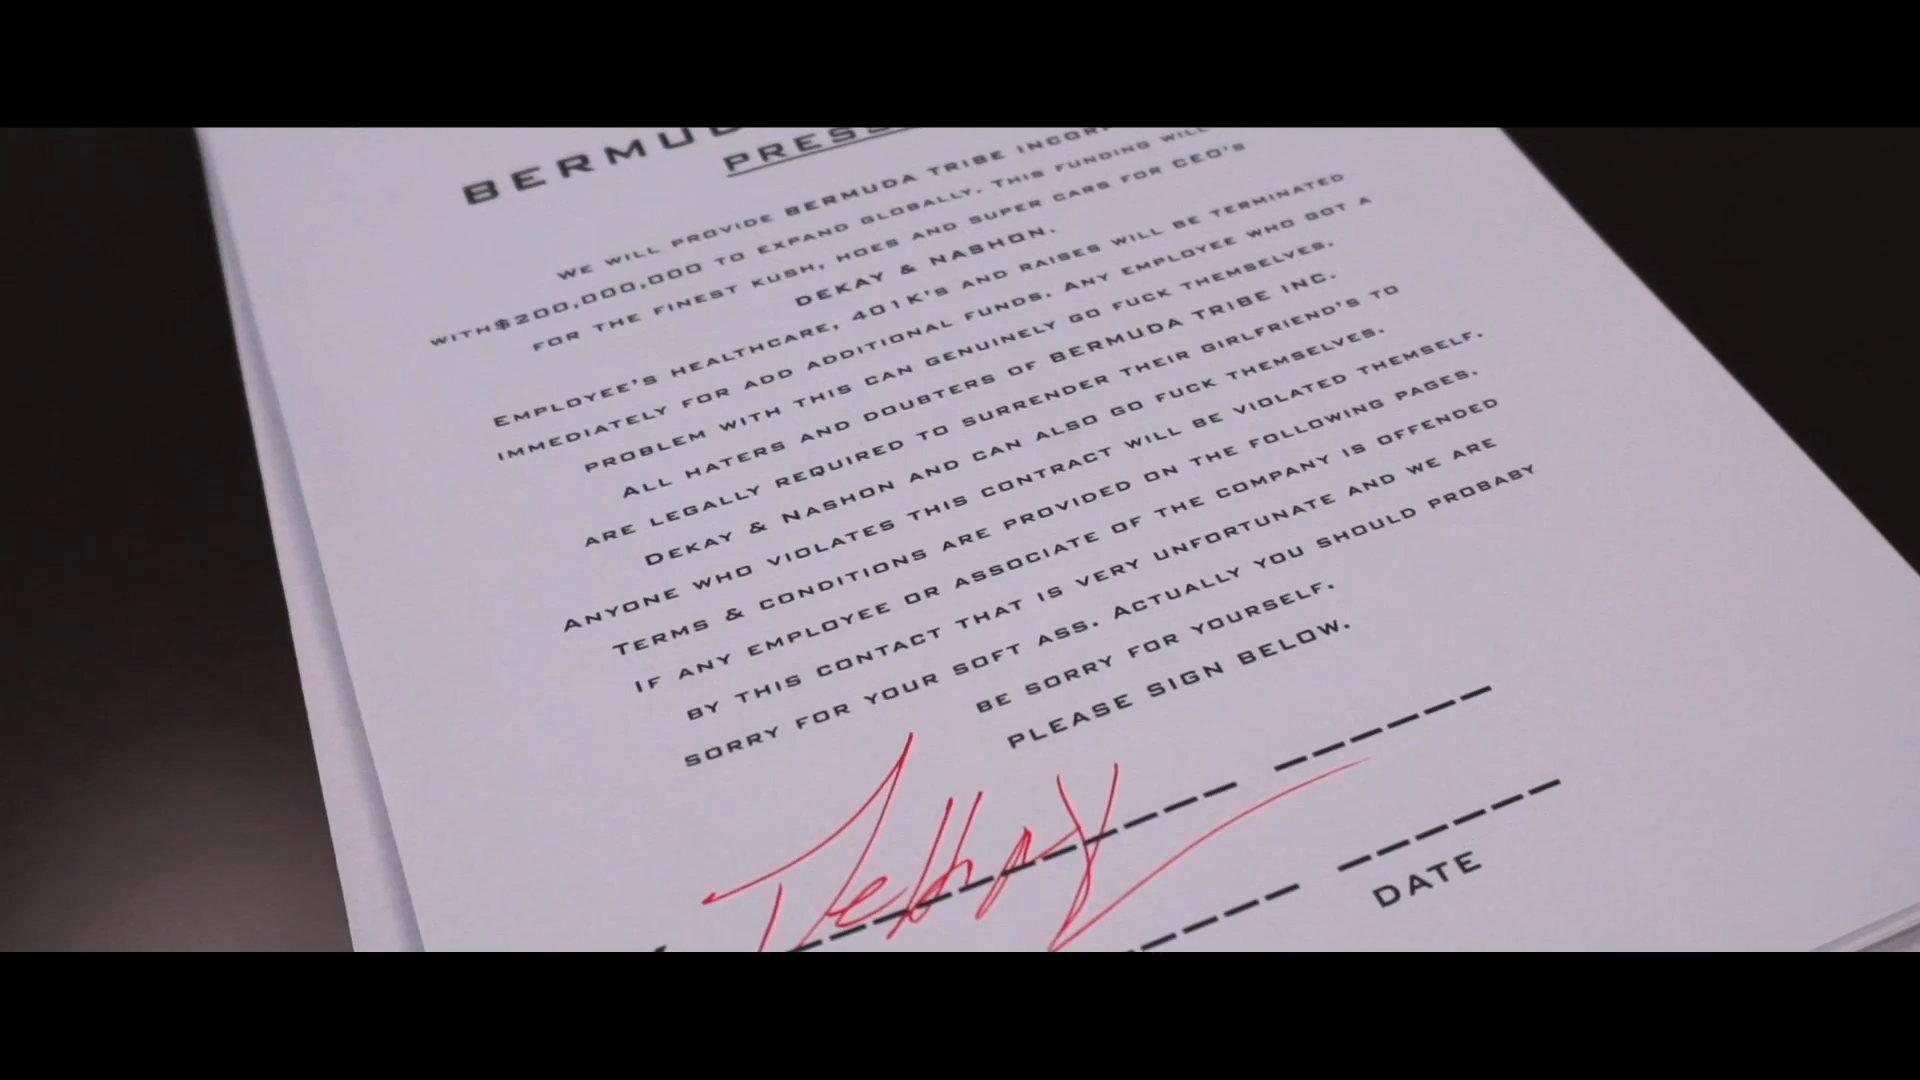 BERMUD
PRESS
WE WILL PROVIDE BERMUDA TRIBE INCOR
WITH$200,000,000 TO EXPAND GLOBALLY. THIS FUNDING WILL
FOR THE FINEST KUSH, HOES AND SUPER CARS FOR CEO'S
DEKAY & NASHON.
EMPLOYEE'S HEALTHCARE, 401K'S AND RAISES WILL BE TERMINATED
IMMEDIATELY FOR ADD ADDITIONAL FUNDS. ANY EMPLOYEE WHO GOT A
PROBLEM WITH THIS CAN GENUINELY GO FUCK THEMSELVES.
ALL HATERS AND DOUBTERS OF BERMUDA TRIBE INC.
ARE LEGALLY REQUIRED TO SURRENDER THEIR GIRLFRIEND'S TO
DEKAY & NASHON AND CAN ALSO GO FUCK THEMSELVES.
ANYONE WHO VIOLATES THIS CONTRACT WILL BE VIOLATED THEMSELF.
TERMS & CONDITIONS ARE PROVIDED ON THE FOLLOWING PAGES.
IF ANY EMPLOYEE OR ASSOCIATE OF THE COMPANY IS OFFENDED
BY THIS CONTACT THAT IS VERY UNFORTUNATE AND WE ARE
SORRY FOR YOUR SOFT ASS. ACTUALLY YOU SHOULD PROBABY
BE SORRY FOR YOURSELF.
PLEASE SIGN BELOW.
DeKay
DATE